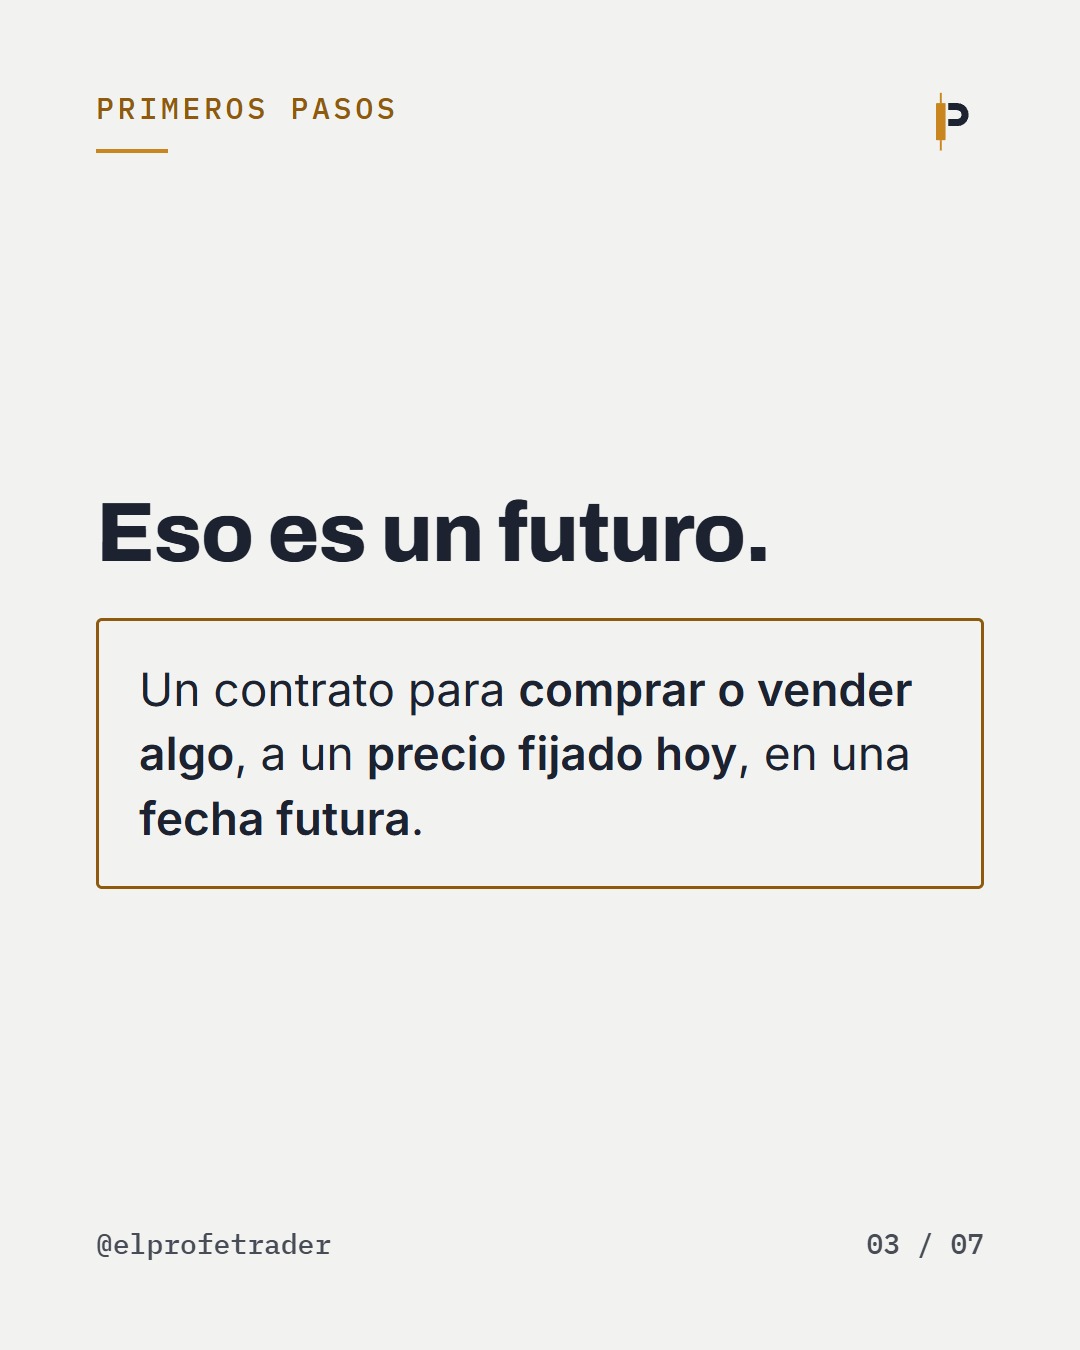 PRIMEROS PASOS
Eso es un futuro.
Un contrato para comprar o vender
algo, a un precio fijado hoy, en una
fecha futura.
@elprofetrader
03 / 07